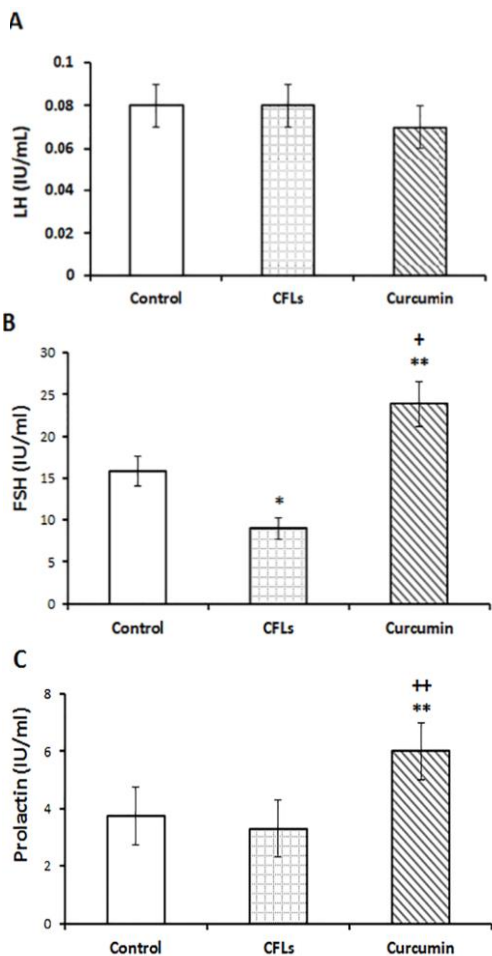 A
LH (IU/mL)
0.1
0.08
0.06
0.04
0.02
0
Control CFLs Curcumin
B
FSH (IU/ml)
30
25
20
15
10
5
0
*
+
**
Control CFLs Curcumin
C
Prolactin (IU/ml)
8
6
4
2
0
++
**
Control CFLs Curcumin